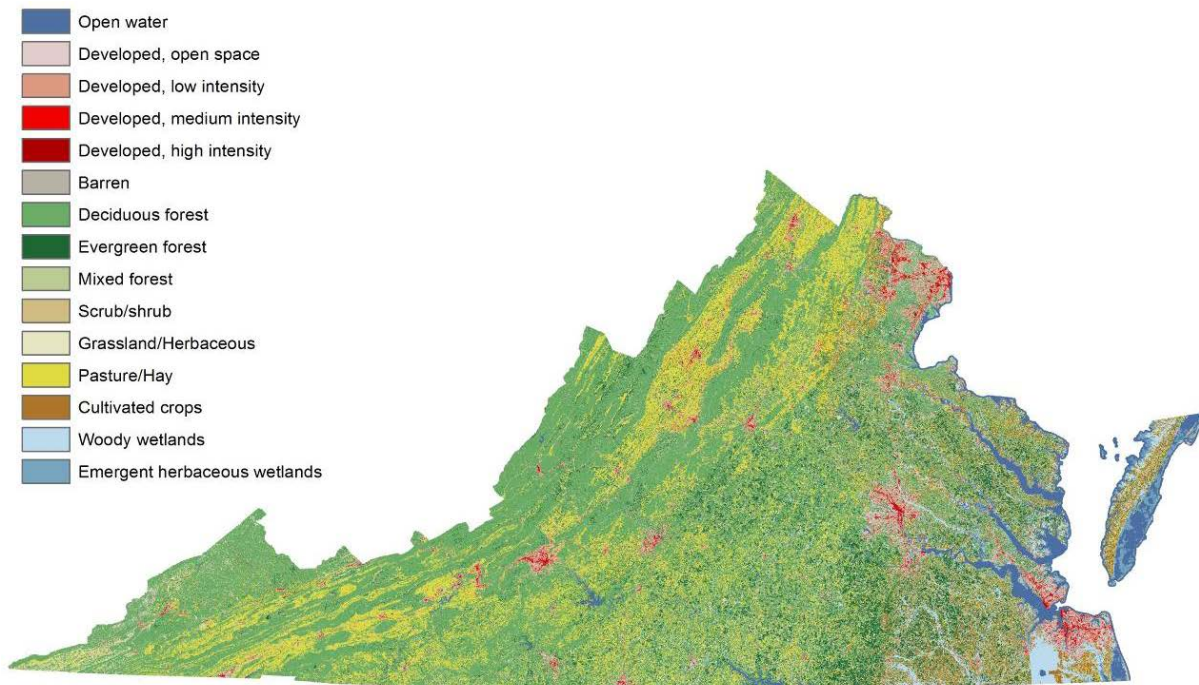 Open water
Developed, open space
Developed, low intensity
Developed, medium intensity
Developed, high intensity
Barren
Deciduous forest
Evergreen forest
Mixed forest
Scrub/shrub
Grassland/Herbaceous
Pasture/Hay
Cultivated crops
Woody wetlands
Emergent herbaceous wetlands